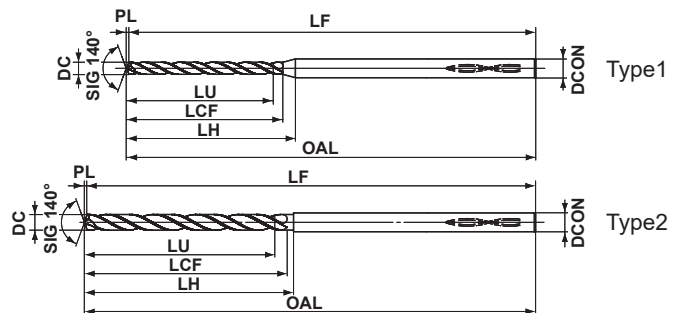 PL
LF
DC
SIG 140°
DCON
Type1
LU
LCF
LH
OAL
PL
LF
DC
SIG 140°
DCON
Type2
LU
LCF
LH
OAL